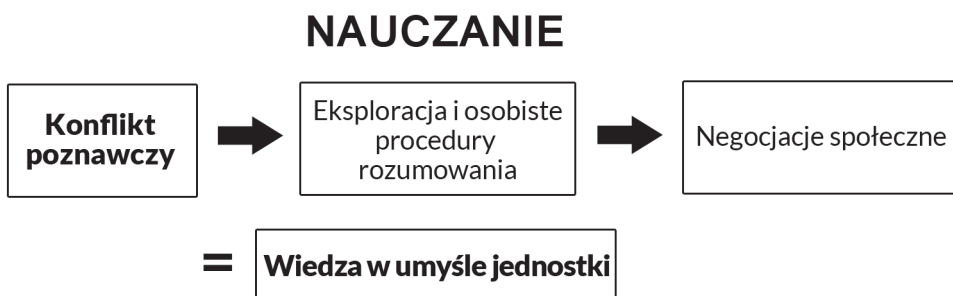 NAUCZANIE
Konflikt
poznawczy
Eksploracja i osobiste
procedury
rozumowania
Negocjacje społeczne
=
Wiedza w umyśle jednostki